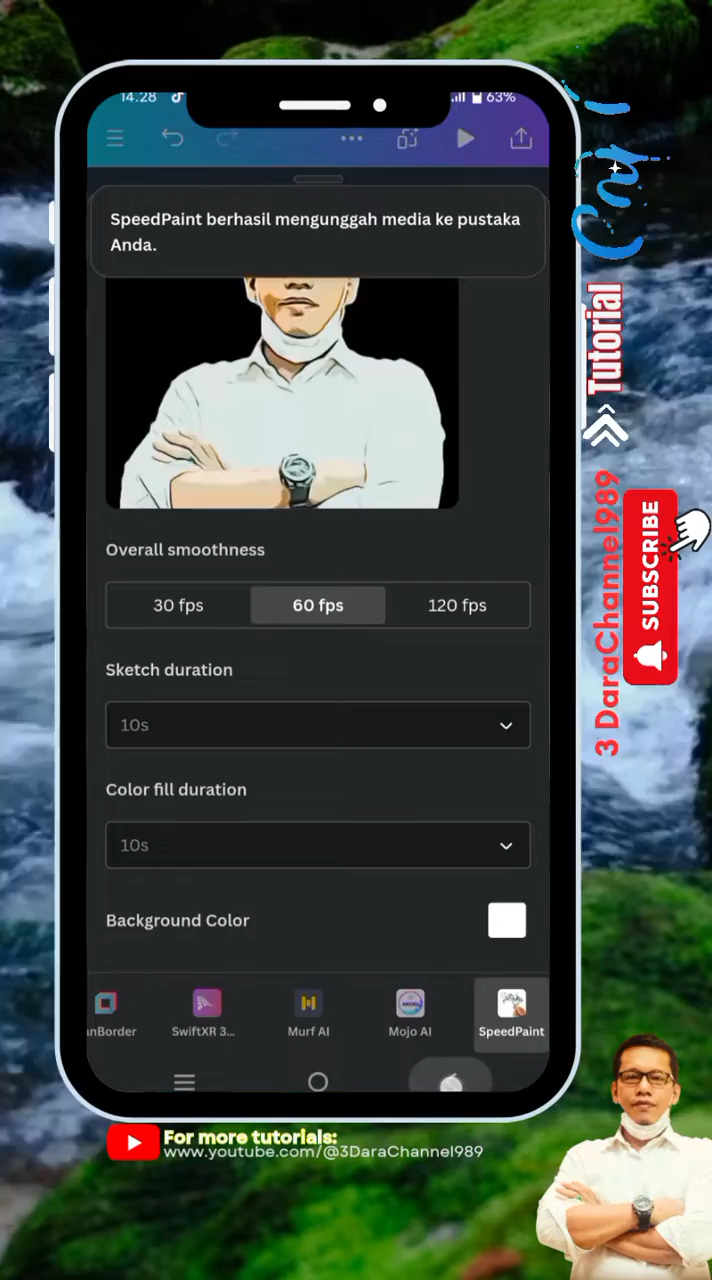 14.28
63%
SpeedPaint berhasil mengunggah media ke pustaka
Anda.
Overall smoothness
30 fps
60 fps
120 fps
Sketch duration
10s
Color fill duration
10s
Background Color
anBorder
SwiftXR 3...
Murf AI
Mojo AI
SpeedPaint
Tutorial
3 DaraChannel989
SUBSCRIBE
For more tutorials:
www.youtube.com/@3DaraChannel989